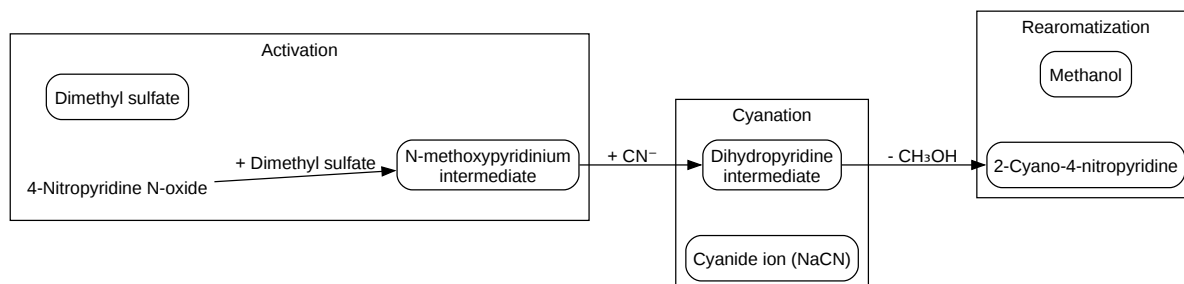 Activation
Dimethyl sulfate
4-Nitropyridine N-oxide
+ Dimethyl sulfate
N-methoxypyridinium
intermediate
+ CN⁻
Cyanation
Dihydropyridine
intermediate
Cyanide ion (NaCN)
- CH₃OH
Rearomatization
Methanol
2-Cyano-4-nitropyridine